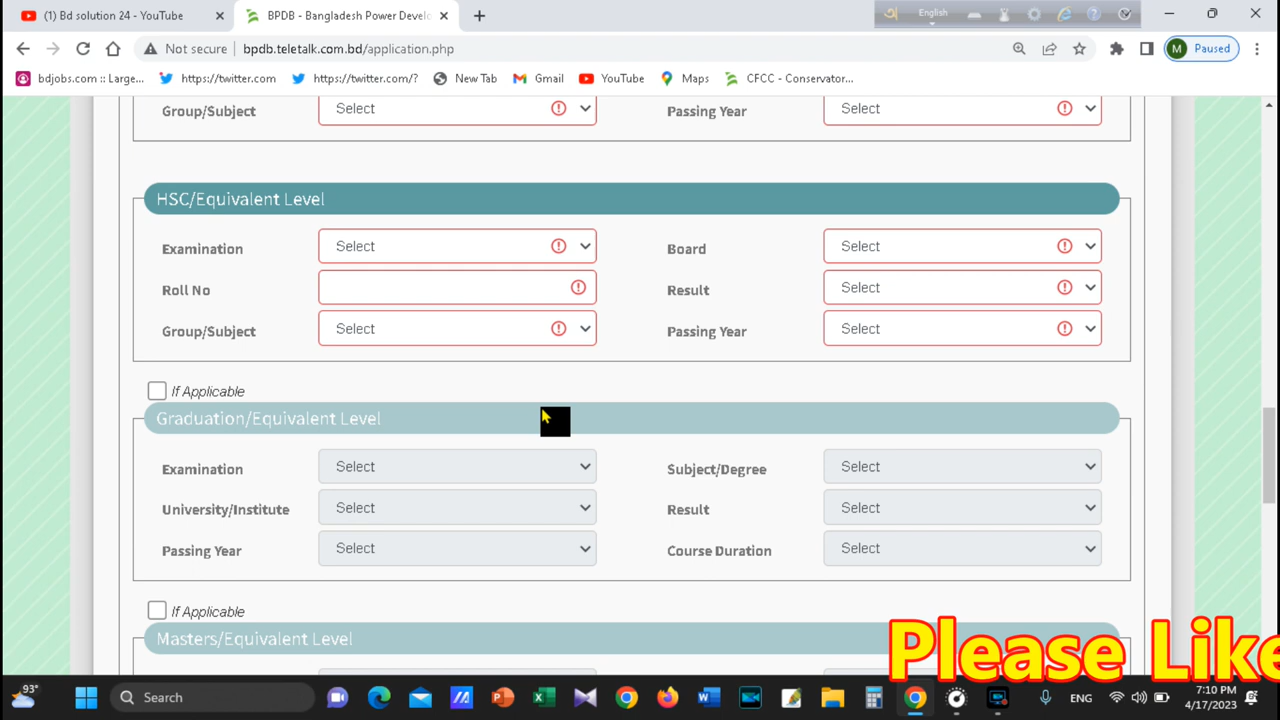 (1) Bd solution 24 - YouTube
BPDB - Bangladesh Power Develo
English
Not secure
bpdb.teletalk.com.bd/application.php
M Paused
bdjobs.com :: Large...
https://twitter.com
https://twitter.com/?
New Tab
Gmail
YouTube
Maps
CFCC - Conservator...
Group/Subject Select Passing Year Select
HSC/Equivalent Level
Examination Select Board Select
Roll No Result Select
Group/Subject Select Passing Year Select
If Applicable
Graduation/Equivalent Level
Examination Select Subject/Degree Select
University/Institute Select Result Select
Passing Year Select Course Duration Select
If Applicable
Masters/Equivalent Level
Please Like
93°
Search
ENG
7:10 PM
4/17/2023